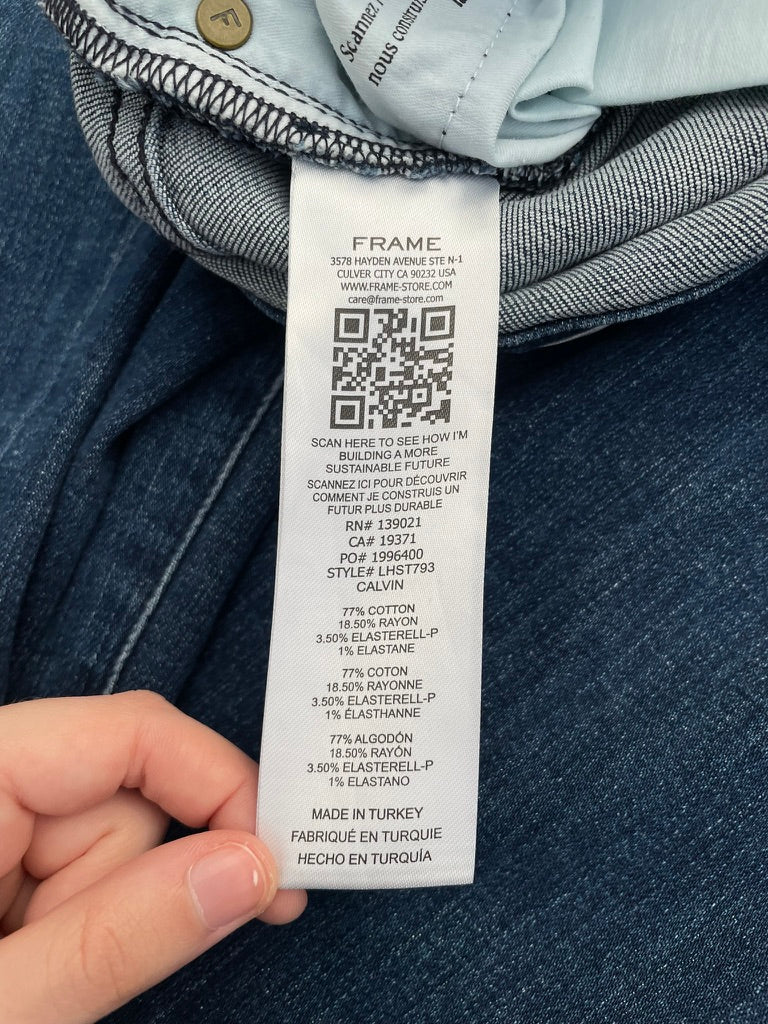 F
Scannez
nous construis
FRAME
3578 HAYDEN AVENUE STE N-1
CULVER CITY CA 90232 USA
WWW.FRAME-STORE.COM
care@frame-store.com
SCAN HERE TO SEE HOW I'M
BUILDING A MORE
SUSTAINABLE FUTURE
SCANNEZ ICI POUR DÉCOUVRIR
COMMENT JE CONSTRUIS UN
FUTUR PLUS DURABLE
RN# 139021
CA# 19371
PO# 1996400
STYLE# LHST793
CALVIN
77% COTTON
18.50% RAYON
3.50% ELASTERELL-P
1% ELASTANE
77% COTON
18.50% RAYONNE
3.50% ELASTERELL-P
1% ÉLASTHANNE
77% ALGODÓN
18.50% RAYÓN
3.50% ELASTERELL-P
1% ELASTANO
MADE IN TURKEY
FABRIQUÉ EN TURQUIE
HECHO EN TURQUÍA